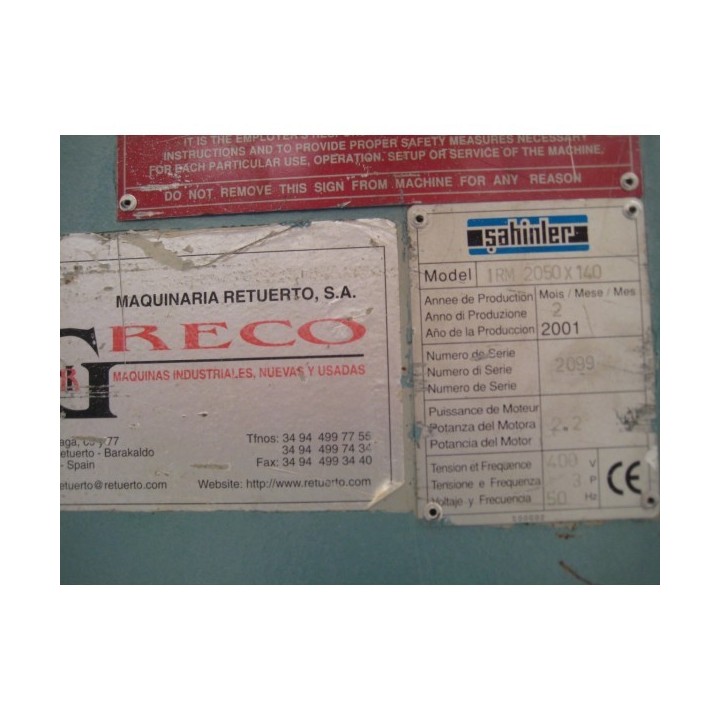 IT IS THE EMPLOYER'S
TO PROVIDE PROPER SAFETY MEASURES NECESSARY
INSTRUCTIONS AND
FOR EACH PARTICULAR USE, OPERATION, SETUP OR SERVICE OF THE MACHINE.
DO NOT REMOVE THIS SIGN FROM MACHINE FOR ANY REASON
MAQUINARIA RETUERTO, S.A.
GRECO
MAQUINAS INDUSTRIALES, NUEVAS Y USADAS
y 77
Retuerto - Barakaldo
- Spain
Tfnos: 34 94 499 77 55
34 94 499 74 34
Fax: 34 94 499 34 40
retuerto@retuerto.com
Website: http://www.retuerto.com
şahinler
Model 1RM 2050 X 140
Annee de Production Mois / Mese / Mes
Anno di Produzione 2
Año de la Produccion 2001
Numero de Serie
Numero di Serie 2099
Numero de Serie
Puissance de Moteur
Potanza del Motora 2.2
Potancia del Motor
Tension et Frequence 400 V
Tensione e Frequenza 3 P
Voltaje y Frecuencia 50 Hz
CE